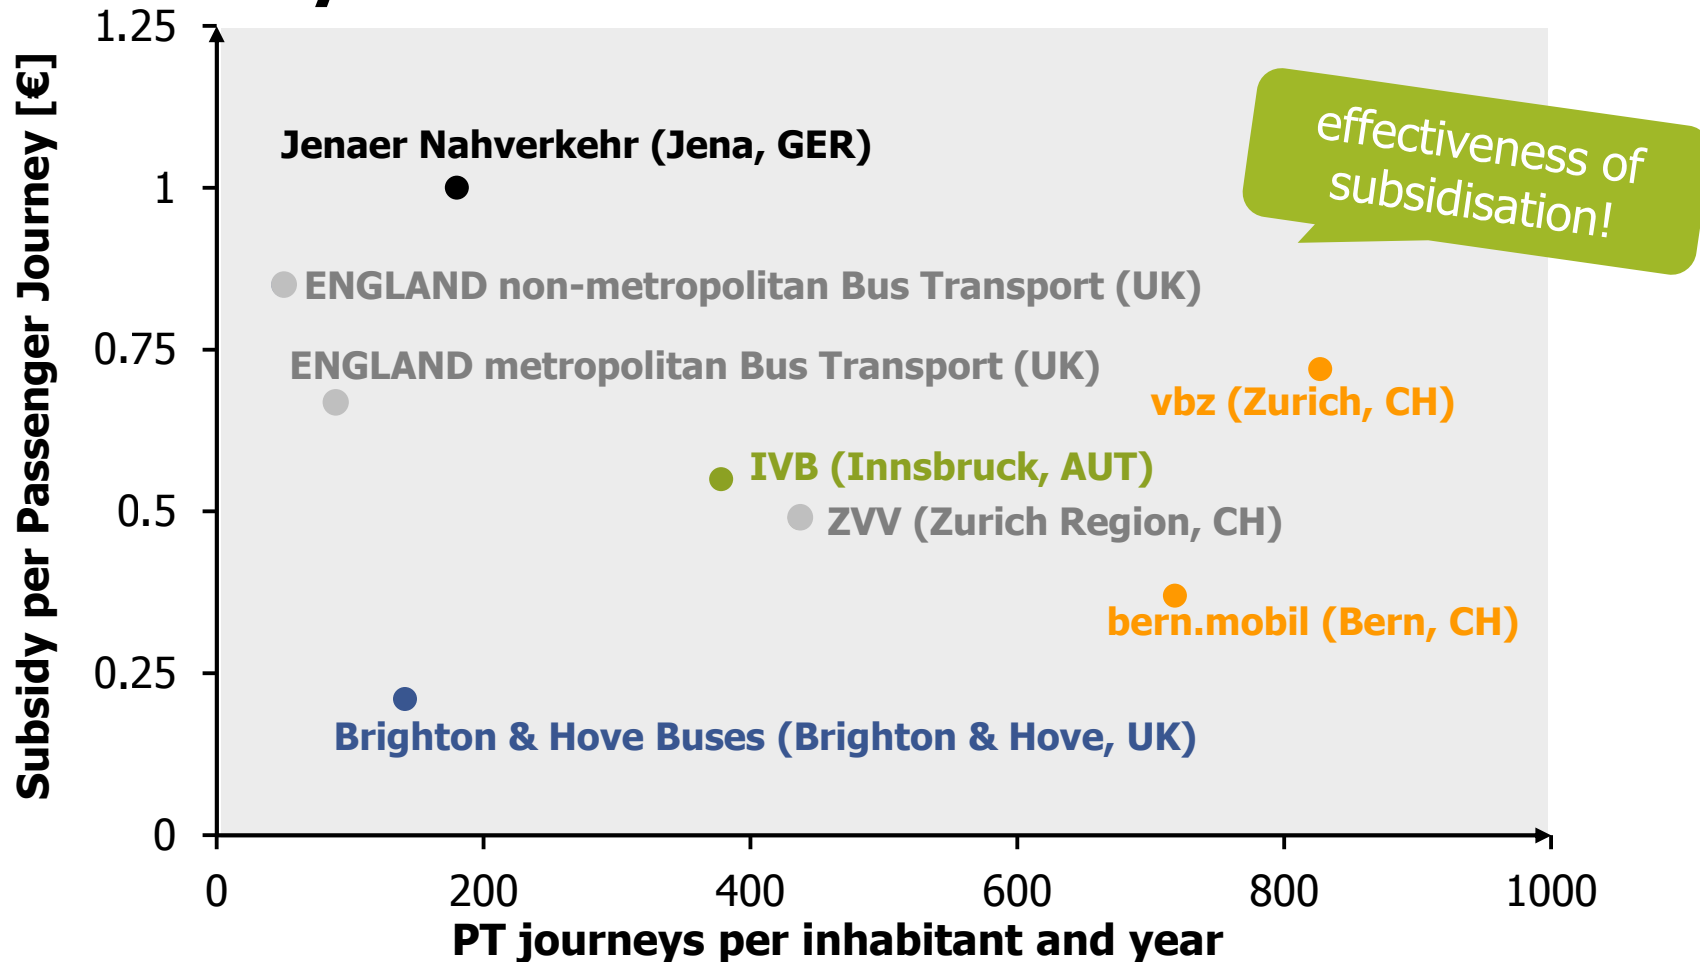 1.25
1
0.75
0.5
0.25
0
Subsidy per Passenger Journey [€]
effectiveness of
subsidisation!
Jenaer Nahverkehr (Jena, GER)
ENGLAND non-metropolitan Bus Transport (UK)
ENGLAND metropolitan Bus Transport (UK)
vbz (Zurich, CH)
IVB (Innsbruck, AUT)
ZVV (Zurich Region, CH)
bern.mobil (Bern, CH)
Brighton & Hove Buses (Brighton & Hove, UK)
0 200 400 600 800 1000
PT journeys per inhabitant and year